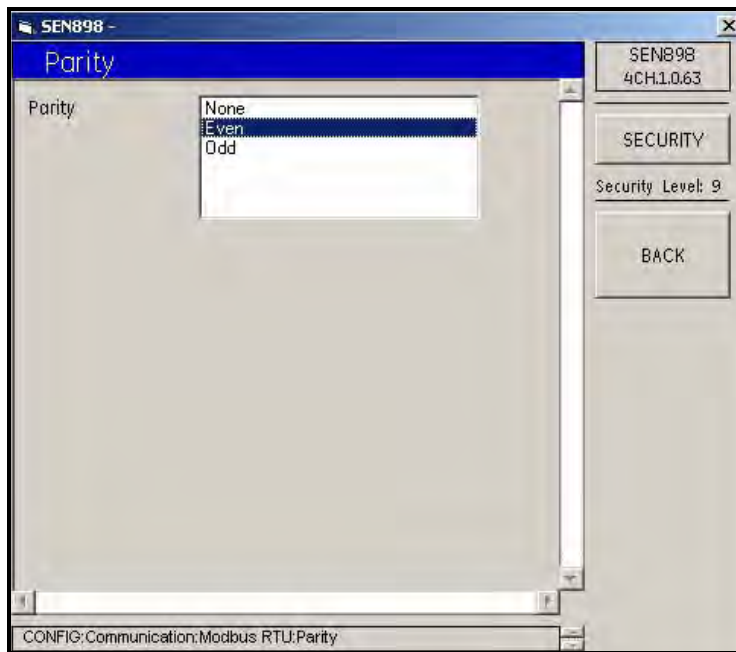 SEN898 -
Parity
SEN898
4CH.1.0.63
Parity
None
Even
Odd
SECURITY
Security Level: 9
BACK
CONFIG:Communication:Modbus RTU:Parity